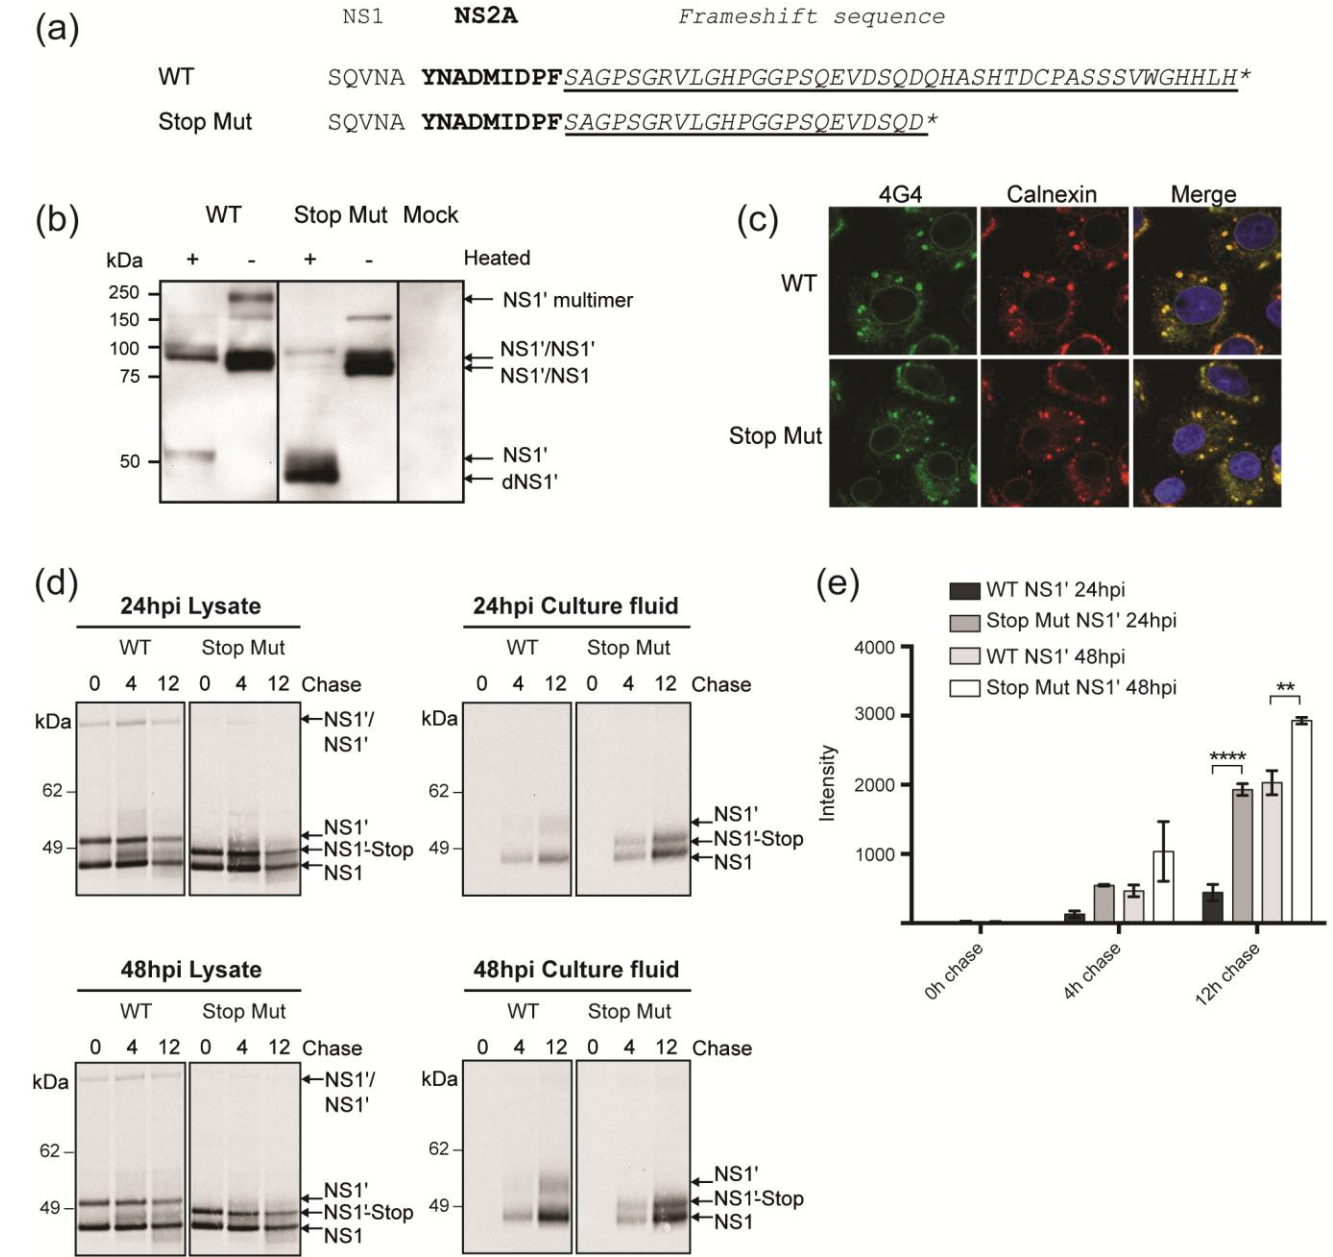 (a)
NS1 NS2A Frameshift sequence
WT SQVNA YNADMIDPFSAGPSGRVLGHPGGPSQEVDSQDQHASHTDCPASSSVWGHHLH*
Stop Mut SQVNA YNADMIDPFSAGPSGRVLGHPGGPSQEVDSQD*
(b)
WT Stop Mut Mock
kDa + - + - Heated
250
150
100
75
50
NS1' multimer
NS1'/NS1'
NS1'/NS1
NS1'
dNS1'
(c)
4G4 Calnexin Merge
WT
Stop Mut
(d)
24hpi Lysate
WT Stop Mut
0 4 12 0 4 12 Chase
kDa
62
49
NS1'/
NS1'
NS1'
NS1'-Stop
NS1
24hpi Culture fluid
WT Stop Mut
0 4 12 0 4 12 Chase
kDa
62
49
NS1'
NS1'-Stop
NS1
48hpi Lysate
WT Stop Mut
0 4 12 0 4 12 Chase
kDa
62
49
NS1'/
NS1'
NS1'
NS1'-Stop
NS1
48hpi Culture fluid
WT Stop Mut
0 4 12 0 4 12 Chase
kDa
62
49
NS1'
NS1'-Stop
NS1
(e)
WT NS1' 24hpi
Stop Mut NS1' 24hpi
WT NS1' 48hpi
Stop Mut NS1' 48hpi
4000
3000
2000
1000
Intensity
****
**
0h chase
4h chase
12h chase